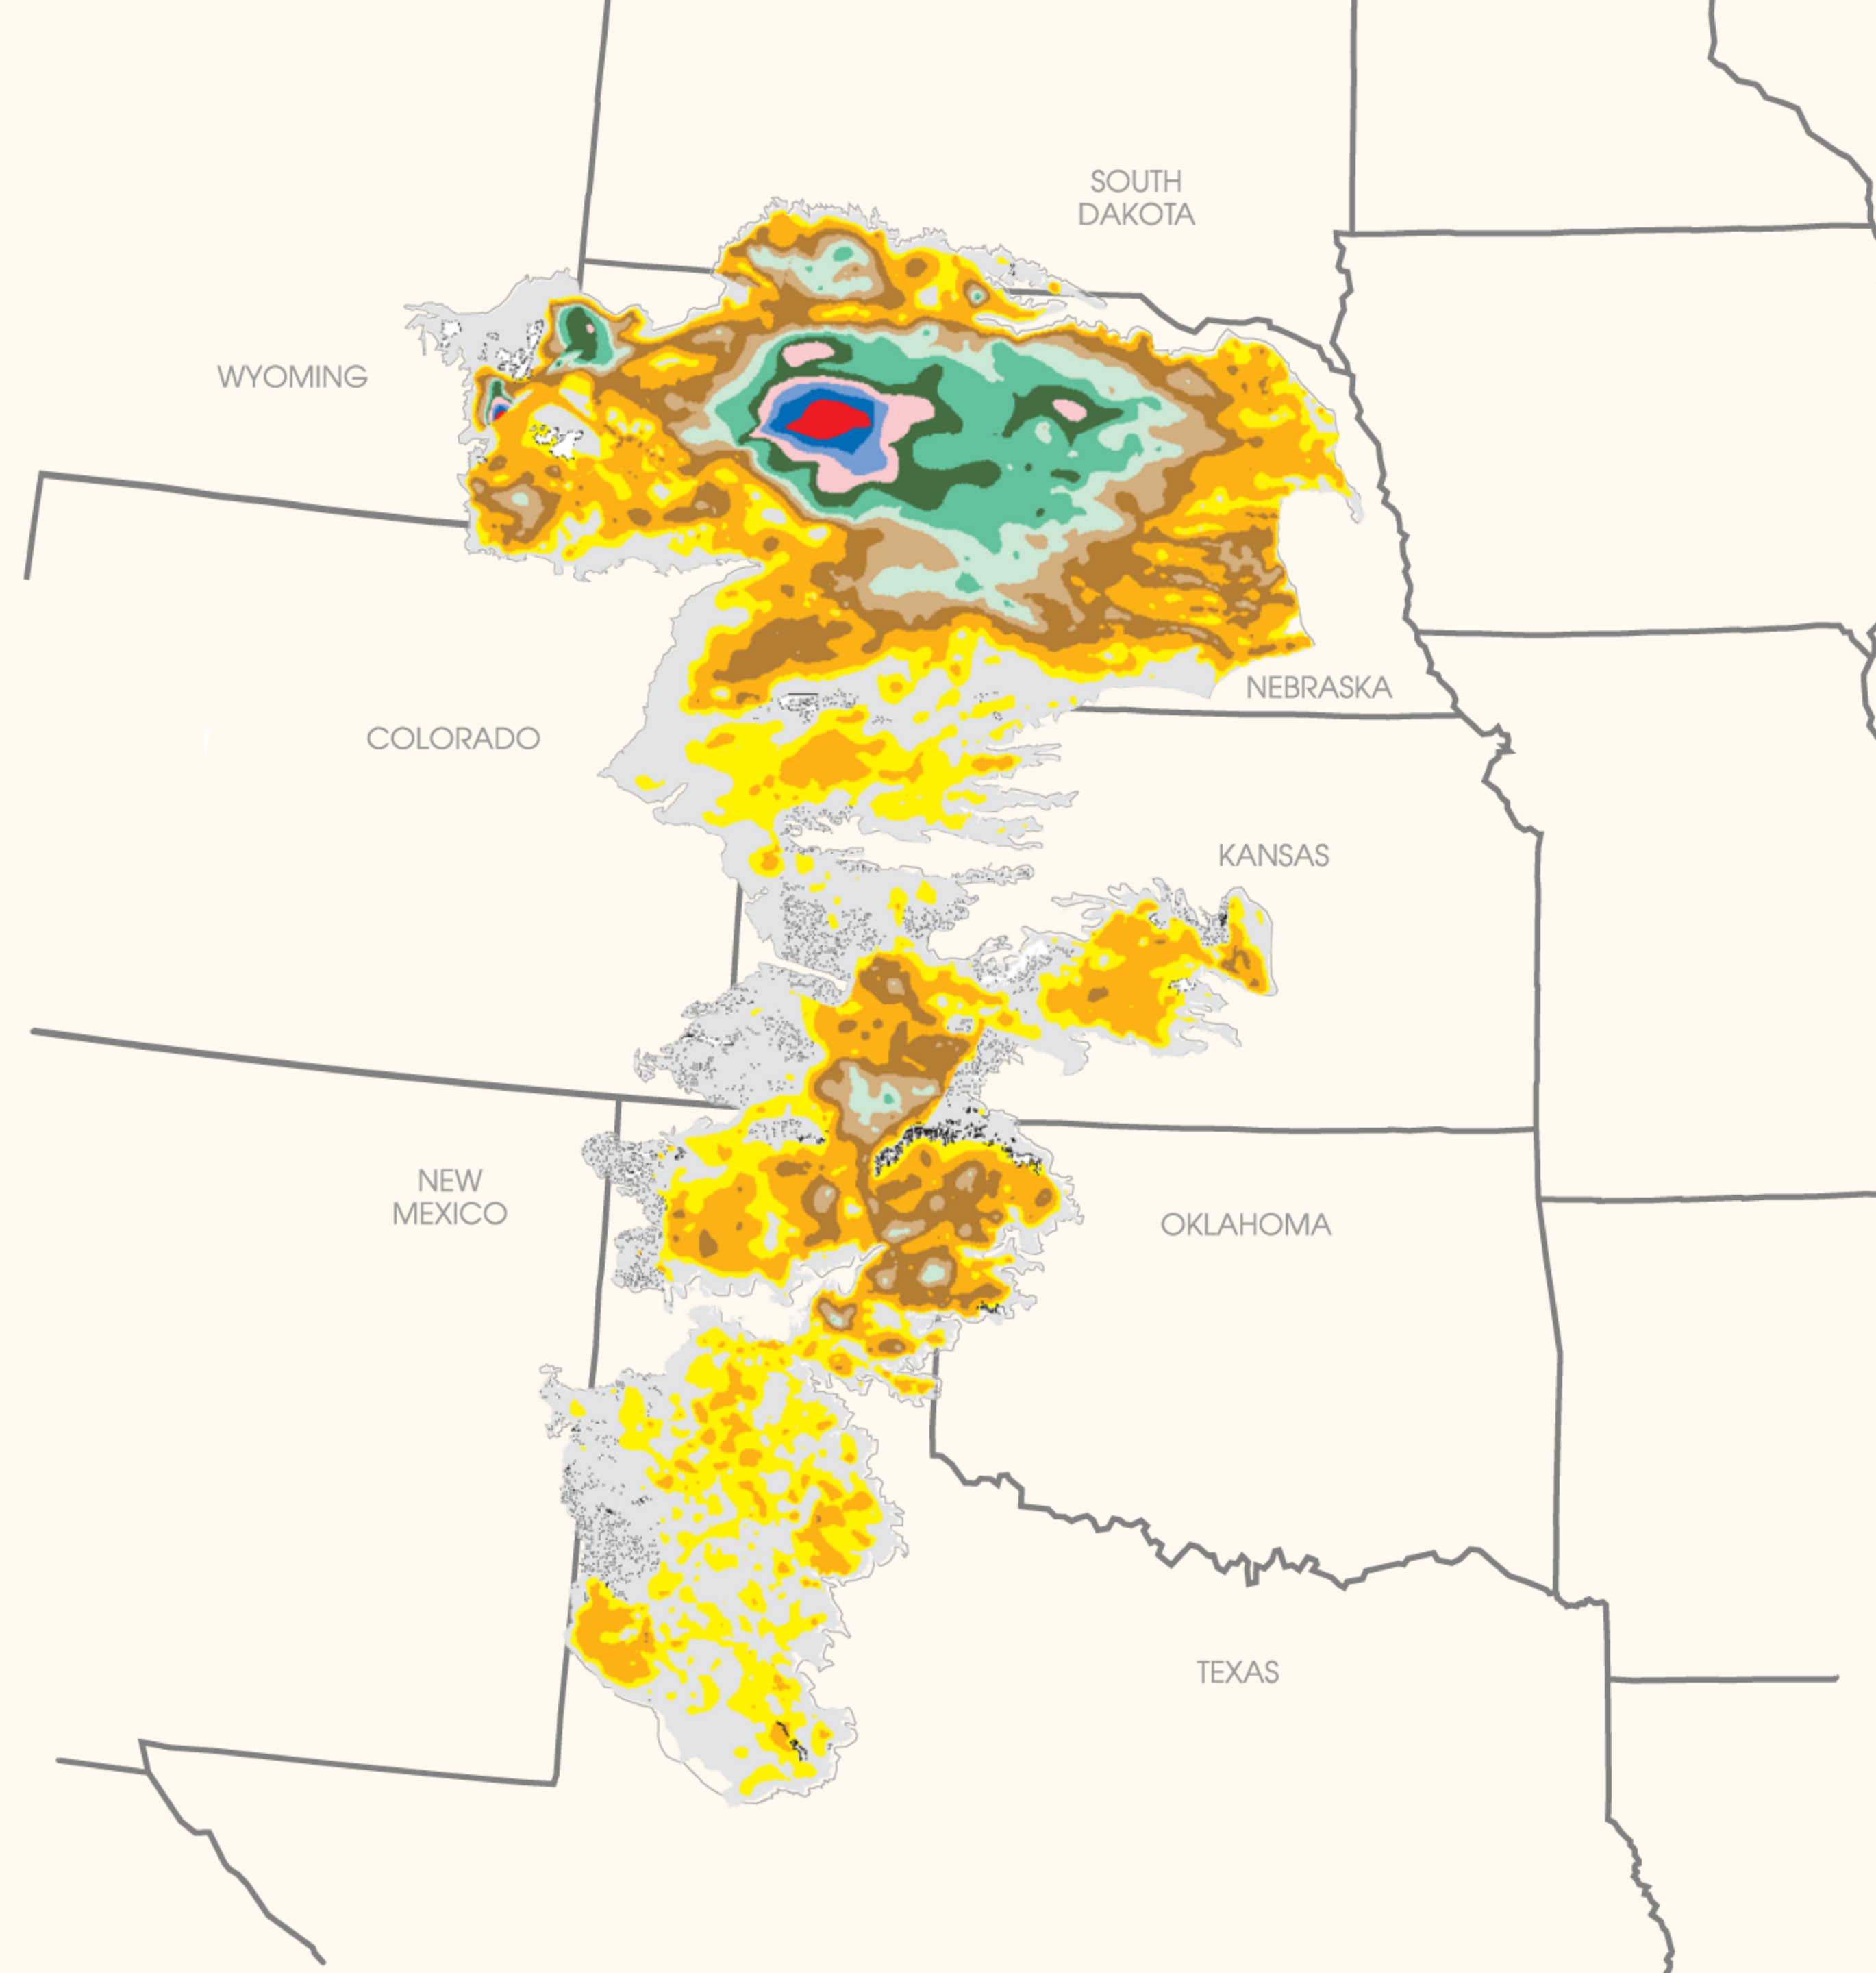 SOUTH
DAKOTA
WYOMING
NEBRASKA
COLORADO
KANSAS
NEW
MEXICO
OKLAHOMA
TEXAS